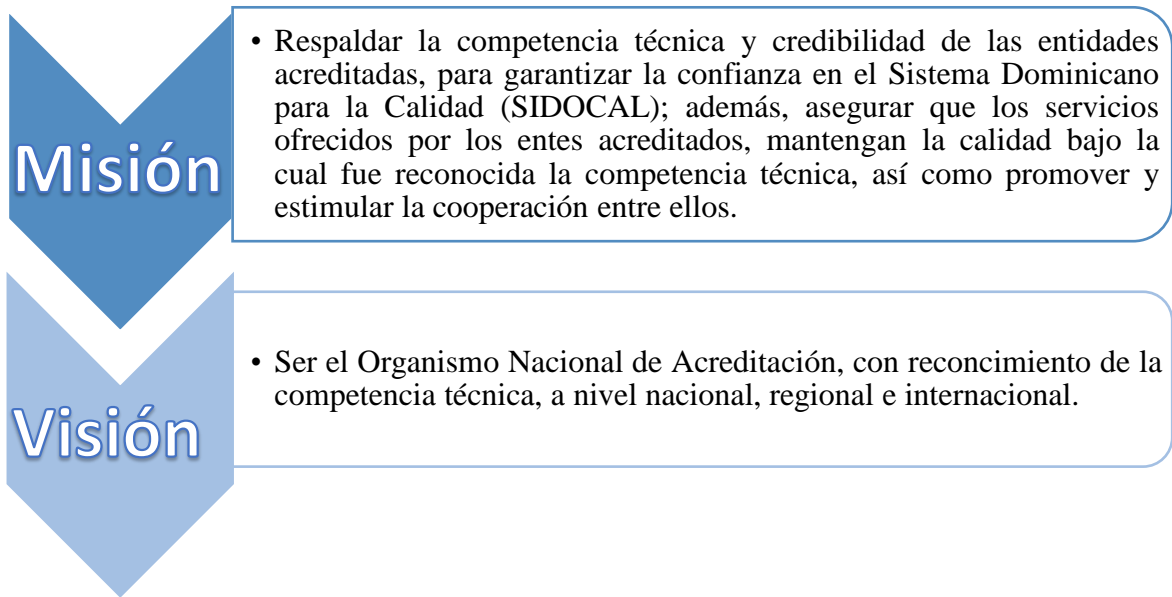 Misión
• Respaldar la competencia técnica y credibilidad de las entidades
acreditadas, para garantizar la confianza en el Sistema Dominicano
para la Calidad (SIDOCAL); además, asegurar que los servicios
ofrecidos por los entes acreditados, mantengan la calidad bajo la
cual fue reconocida la competencia técnica, así como promover y
estimular la cooperación entre ellos.
Visión
• Ser el Organismo Nacional de Acreditación, con reconcimiento de la
competencia técnica, a nivel nacional, regional e internacional.